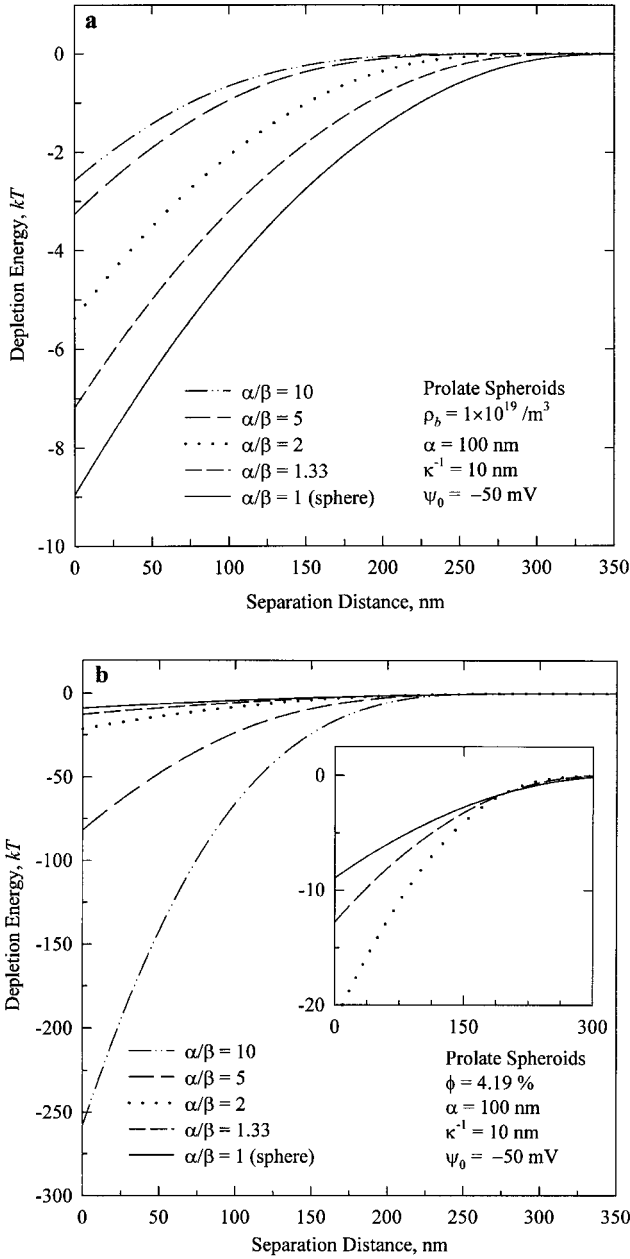 a
0
-2
-4
-6
-8
-10
Depletion Energy, kT
α/β = 10
α/β = 5
α/β = 2
α/β = 1.33
α/β = 1 (sphere)
Prolate Spheroids
ρb = 1×10^19 /m^3
α = 100 nm
κ^-1 = 10 nm
ψ0 = −50 mV
0 50 100 150 200 250 300 350
Separation Distance, nm
b
0
-50
-100
-150
-200
-250
-300
Depletion Energy, kT
0
-10
-20
0 150 300
α/β = 10
α/β = 5
α/β = 2
α/β = 1.33
α/β = 1 (sphere)
Prolate Spheroids
ϕ = 4.19 %
α = 100 nm
κ^-1 = 10 nm
ψ0 = −50 mV
0 50 100 150 200 250 300 350
Separation Distance, nm